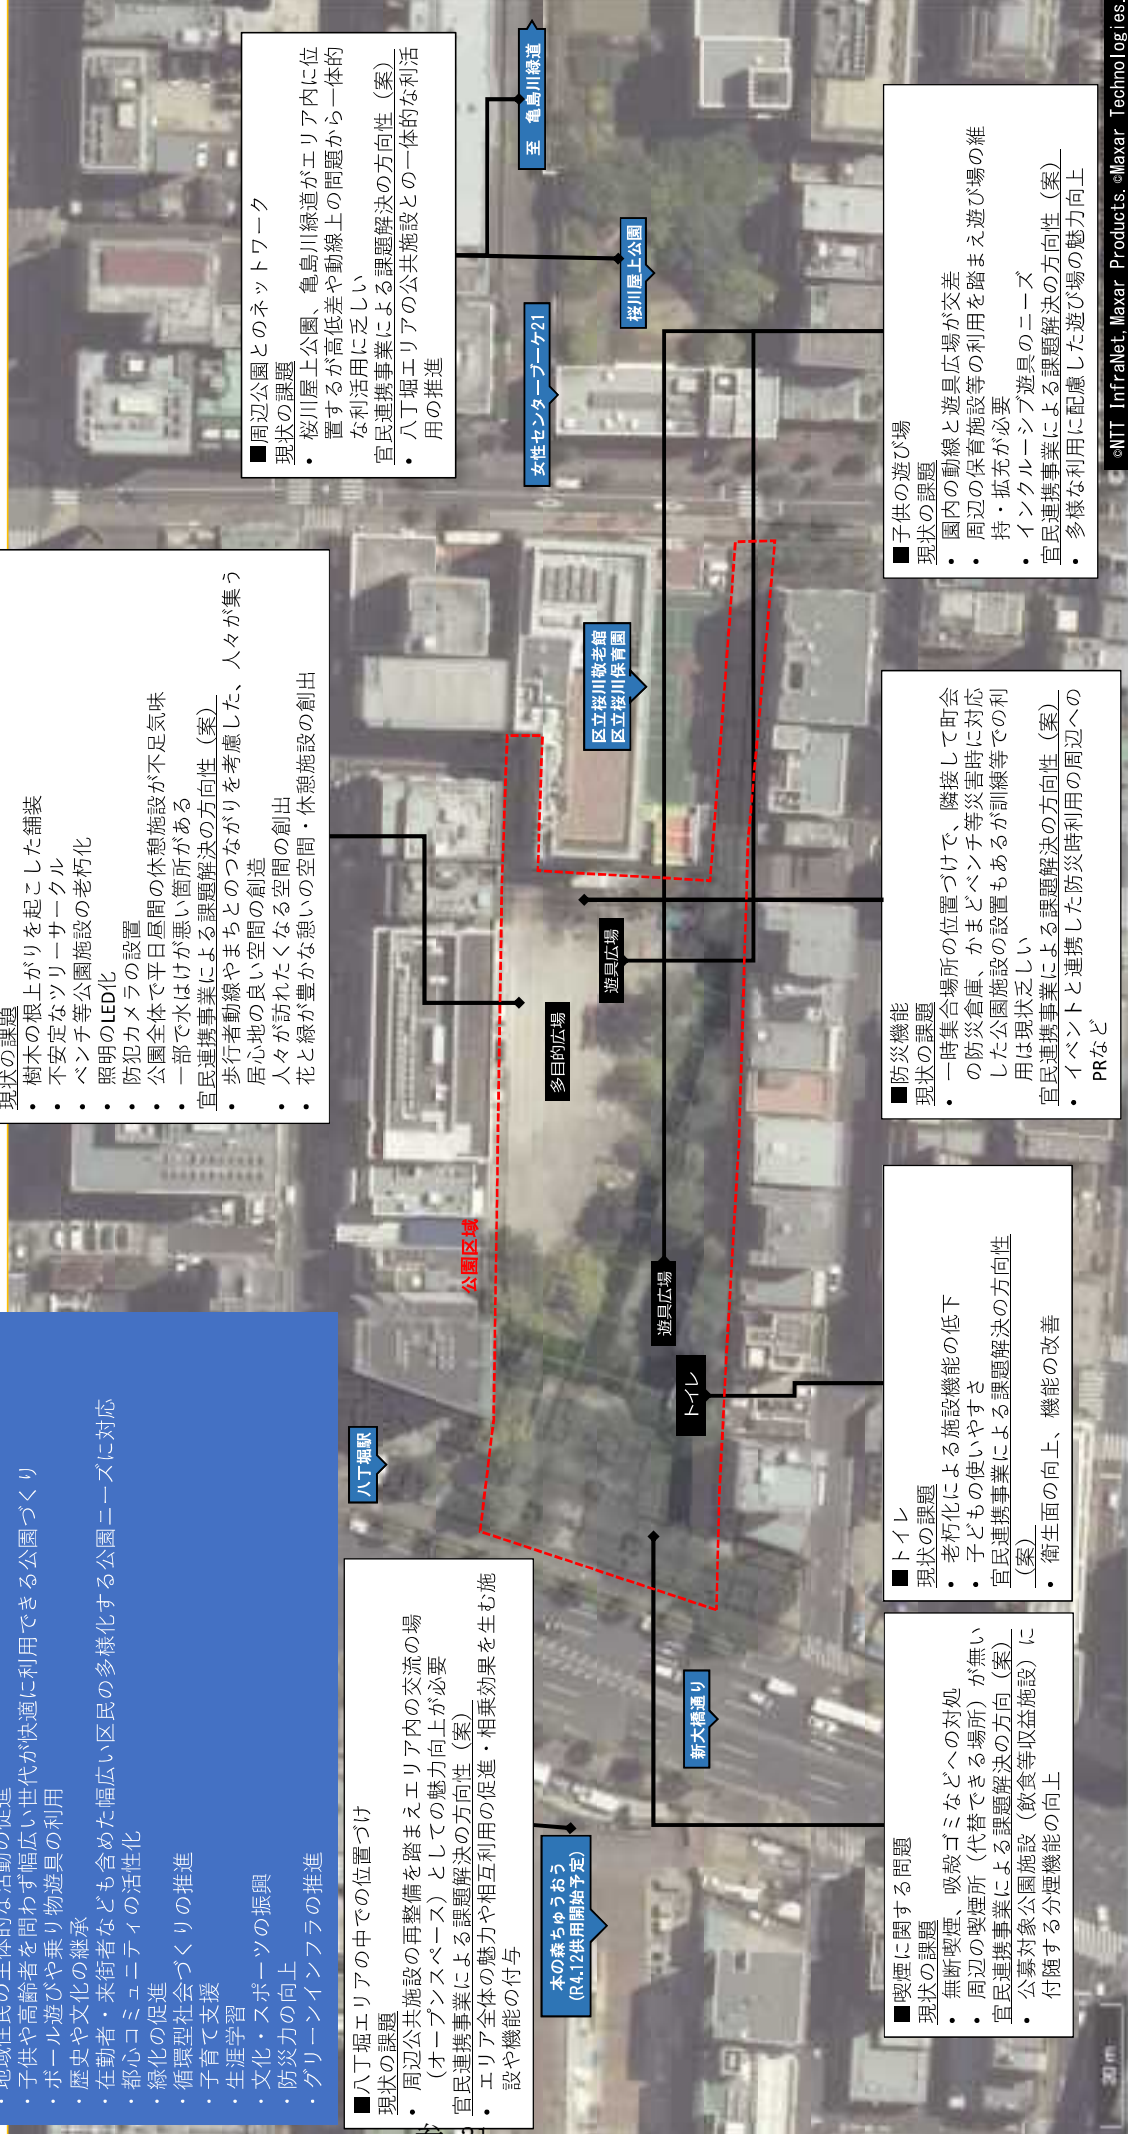 ・地域住民の主体的な活動の促進
・子供や高齢者を問わず幅広い世代が快適に利用できる公園づくり
・ボール遊びや乗り物遊具の利用
・歴史や文化の継承
・在勤者・来街者なども含めた幅広い区民の多様化する公園ニーズに対応
・都心コミュニティの活性化
・緑化の促進
・循環型社会づくりの推進
・子育て支援
・生涯学習
・文化・スポーツの振興
・防災力の向上
・グリーンインフラの推進
現状の課題
・樹木の根上がりを起こした舗装
・不安定なツリーサークル
・ベンチ等公園施設の老朽化
・照明のLED化
・防犯カメラの設置
・公園全体で平日昼間の休憩施設が不足気味
・一部で水はけが悪い箇所がある
官民連携事業による課題解決の方向性（案）
・歩行者動線やまちとのつながりを考慮した、人々が集う
居心地の良い空間の創造
・人々が訪れたくなる空間の創出
・花と緑が豊かな憩いの空間・休憩施設の創出
■周辺公園とのネットワーク
現状の課題
・桜川屋上公園、亀島川緑道がエリア内に位
置するが高低差や動線上の問題から一体的
な利活用に乏しい
官民連携事業による課題解決の方向性（案）
・八丁堀エリアの公共施設との一体的な利活
用の推進
■八丁堀エリアの中での位置づけ
現状の課題
・周辺公共施設の再整備を踏まえエリア内の交流の場
（オープンスペース）としての魅力向上が必要
官民連携事業による課題解決の方向性（案）
・エリア全体の魅力や相互利用の促進・相乗効果を生む施
設や機能の付与
八丁堀駅
公園区域
至　亀島川緑道
女性センターブーケ21
桜川屋上公園
区立桜川敬老館
区立桜川保育園
多目的広場
遊具広場
遊具広場
トイレ
本の森ちゅうおう
(R4.12供用開始予定)
新大橋通り
■喫煙に関する問題
現状の課題
・無断喫煙、吸殻ゴミなどへの対処
・周辺の喫煙所（代替できる場所）が無い
官民連携事業による課題解決の方向（案）
・公募対象公園施設（飲食等収益施設）に
付随する分煙機能の向上
■トイレ
現状の課題
・老朽化による施設機能の低下
・子どもの使いやすさ
官民連携事業による課題解決の方向性
（案）
・衛生面の向上、機能の改善
■防災機能
現状の課題
・一時集合場所の位置づけで、隣接して町会
の防災倉庫、かまどベンチ等災害時に対応
した公園施設の設置もあるが訓練等での利
用は現状乏しい
官民連携事業による課題解決の方向性（案）
・イベントと連携した防災時利用の周辺への
PRなど
■子供の遊び場
現状の課題
・園内の動線と遊具広場が交差
・周辺の保育施設等の利用を踏まえ遊び場の維
持・拡充が必要
・インクルーシブ遊具のニーズ
官民連携事業による課題解決の方向性（案）
・多様な利用に配慮した遊び場の魅力向上
30 m
©NTT InfraNet,Maxar Products.©Maxar Technologies.